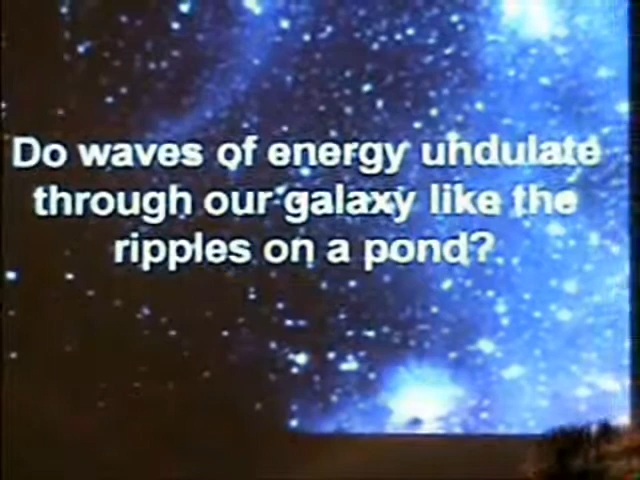 Do waves of energy undulate
through our galaxy like the
ripples on a pond?